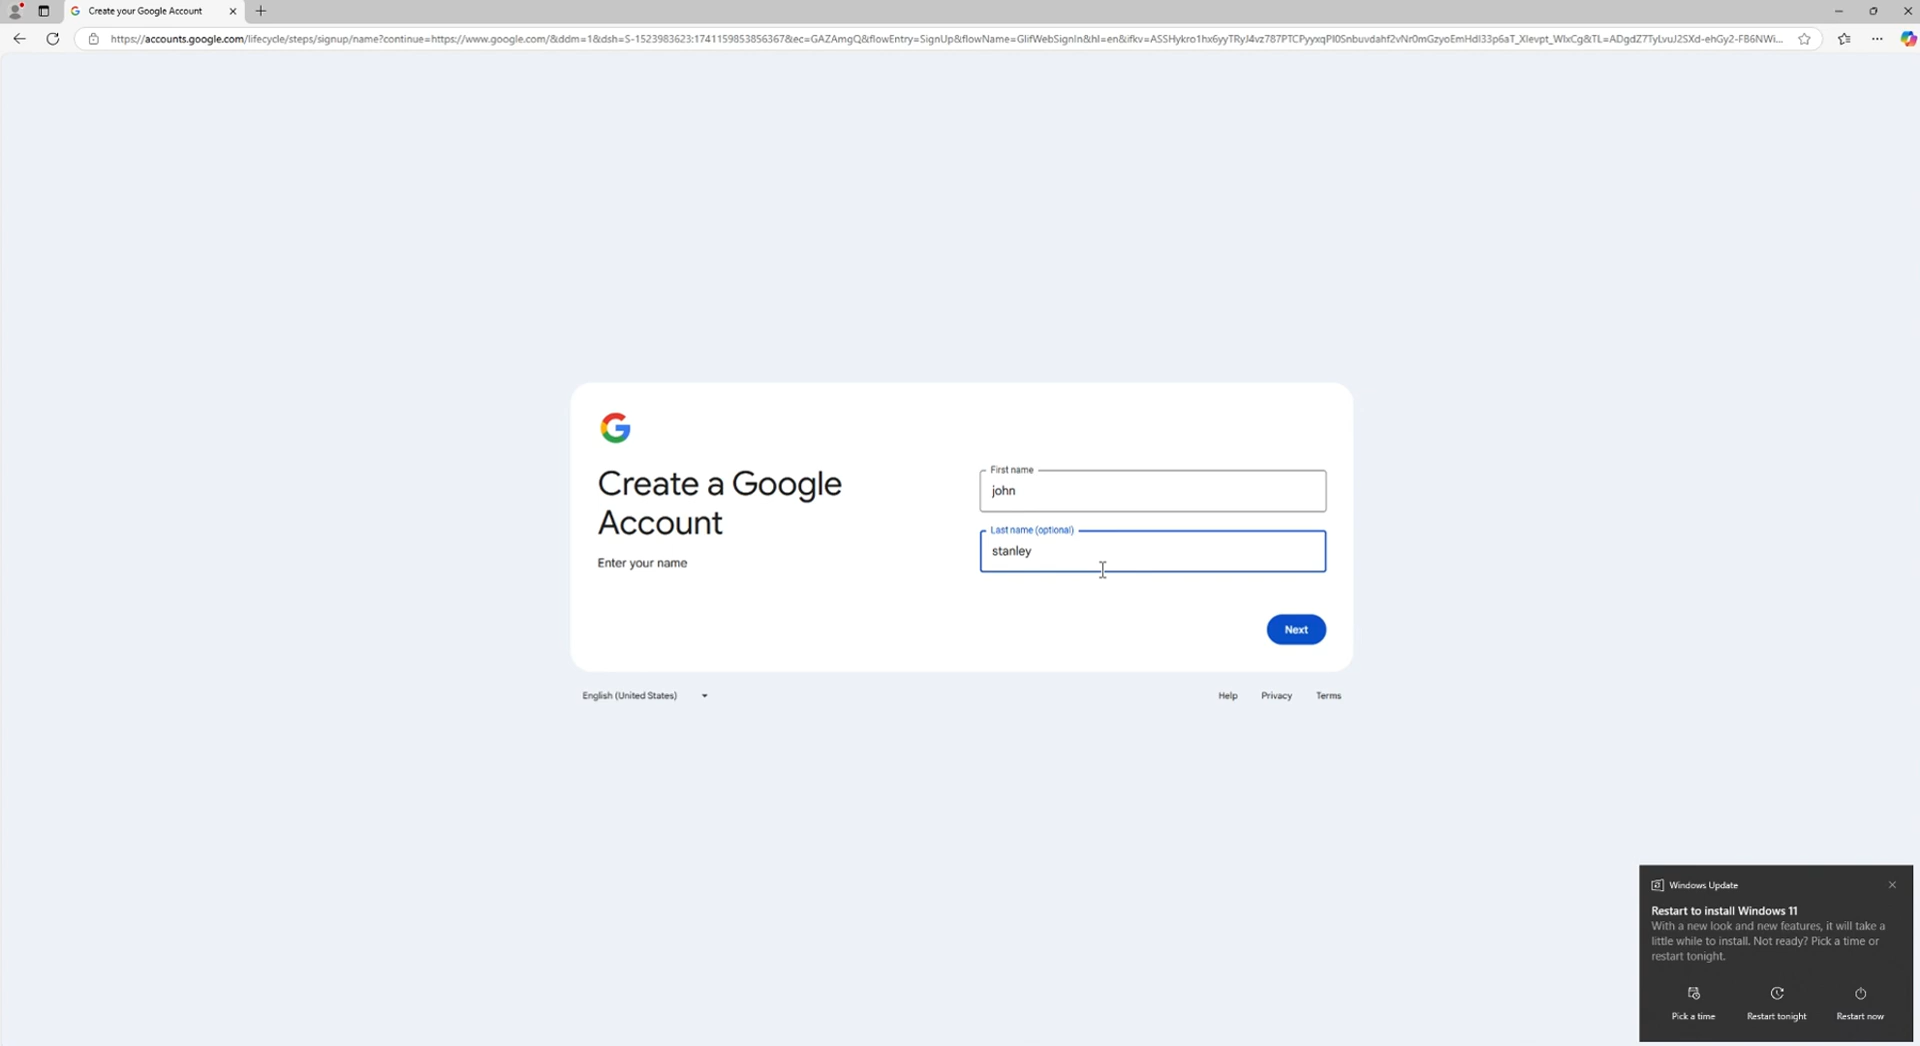 Create your Google Account
Create a Google
Account
Enter your name
First name
john
Last name (optional)
stanley
Next
English (United States)
Help Privacy Terms
Windows Update
Restart to install Windows 11
With a new look and new features, it will take a
little while to install. Not ready? Pick a time or
restart tonight.
Pick a time Restart tonight Restart now